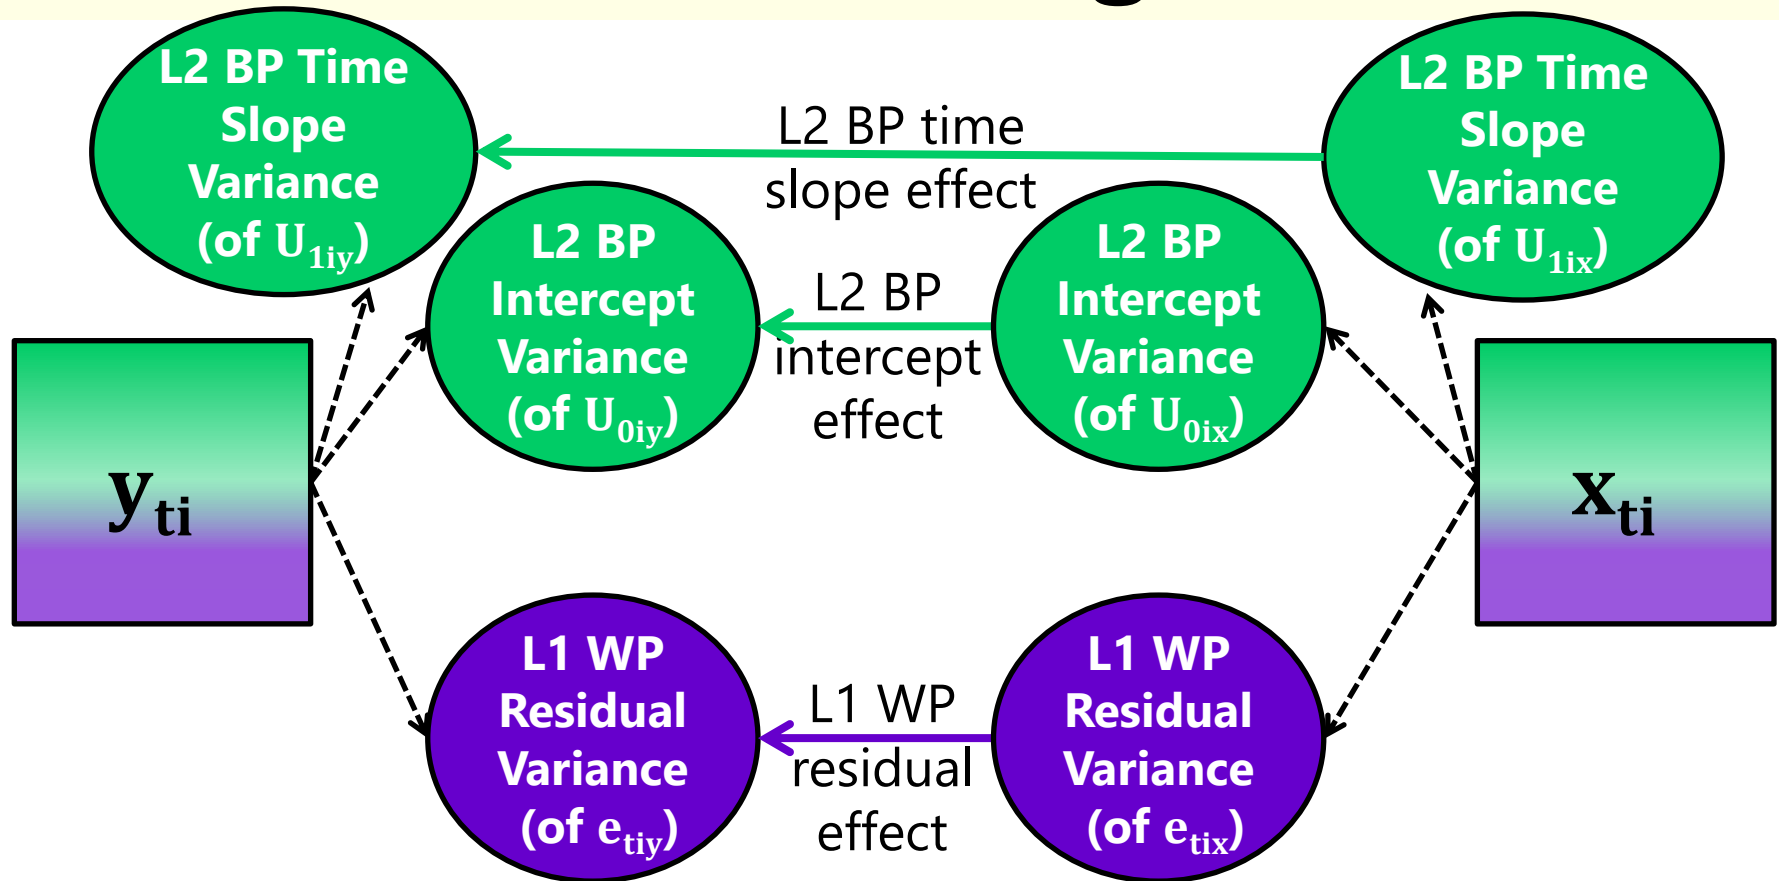 L2 BP Time
Slope
Variance
(of U1iy)
L2 BP time
slope effect
L2 BP Time
Slope
Variance
(of U1ix)
L2 BP
Intercept
Variance
(of U0iy)
L2 BP
intercept
effect
L2 BP
Intercept
Variance
(of U0ix)
yti
xti
L1 WP
Residual
Variance
(of etiy)
L1 WP
residual
effect
L1 WP
Residual
Variance
(of etix)